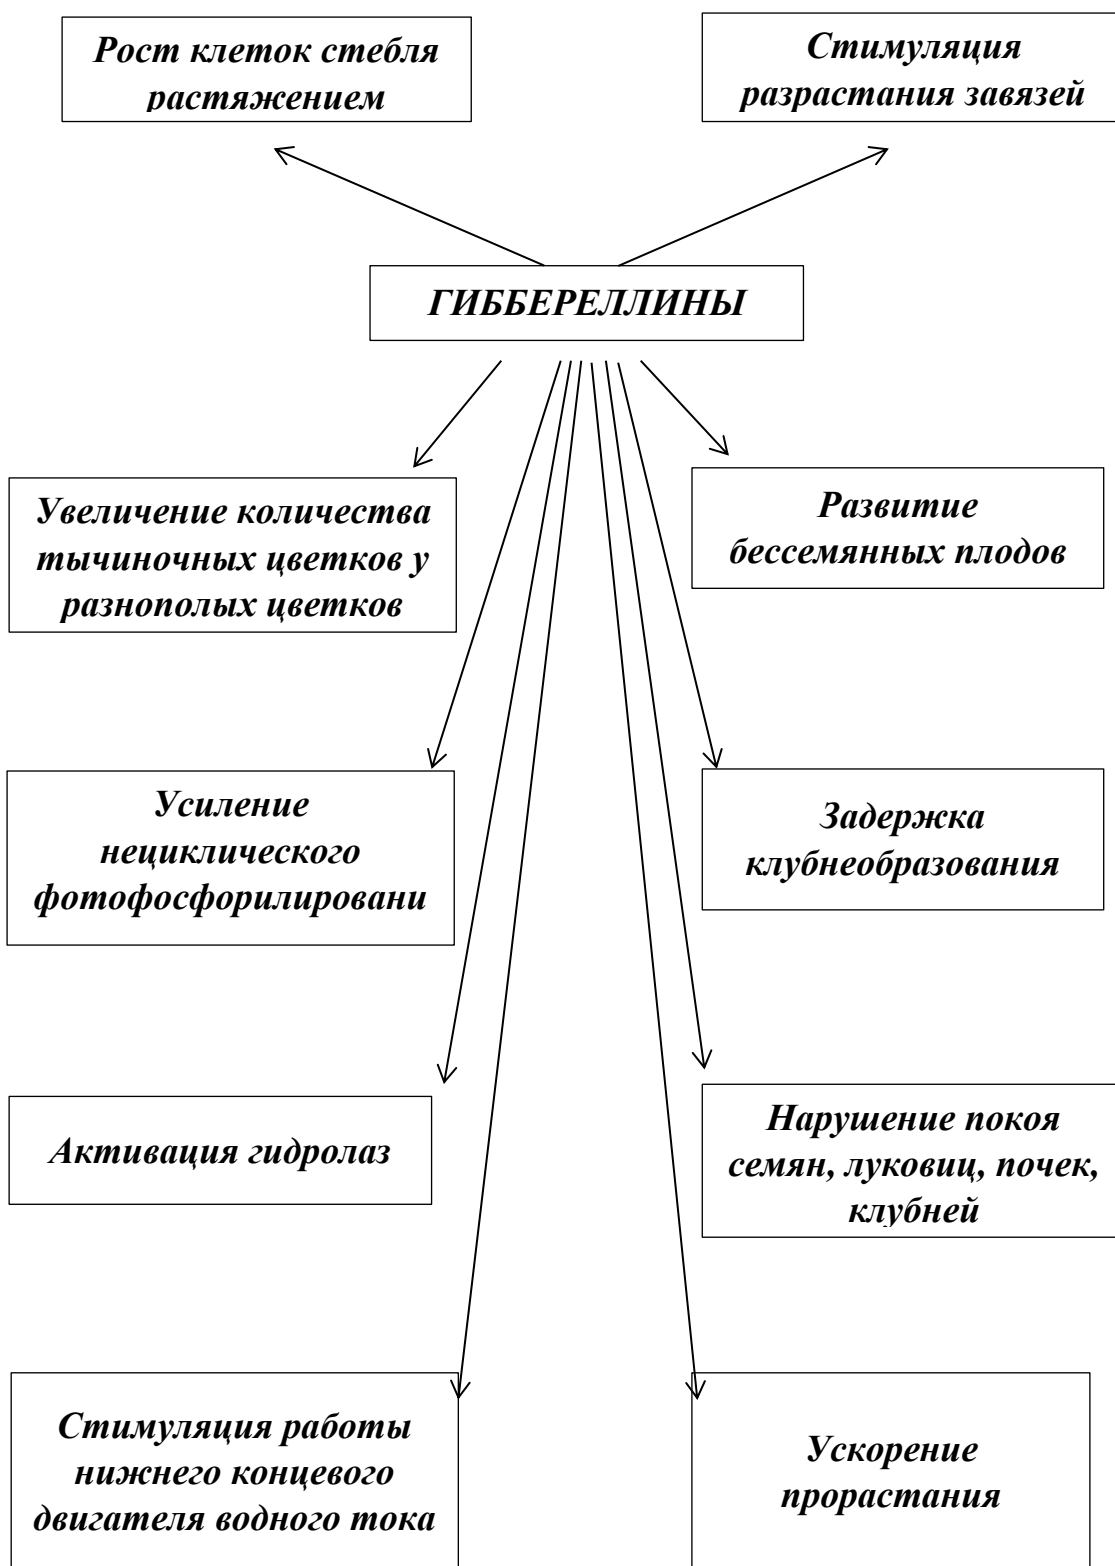 Рост клеток стебля
растяжением
Стимуляция
разрастания завязей
ГИББЕРЕЛЛИНЫ
Увеличение количества
тычиночных цветков у
разнополых цветков
Развитие
бессемянных плодов
Усиление
нециклического
фотофосфорилировани
Задержка
клубнеобразования
Активация гидролаз
Нарушение покоя
семян, луковиц, почек,
клубней
Стимуляция работы
нижнего концевого
двигателя водного тока
Ускорение
прорастания